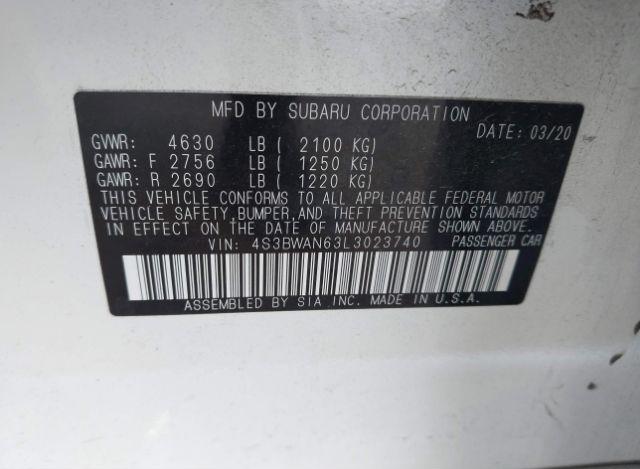 MFD BY SUBARU CORPORATION
DATE: 03/20
GVWR: 4630 LB ( 2100 KG)
GAWR: F 2756 LB ( 1250 KG)
GAWR: R 2690 LB ( 1220 KG)
THIS VEHICLE CONFORMS TO ALL APPLICABLE FEDERAL MOTOR
VEHICLE SAFETY,BUMPER,AND THEFT PREVENTION STANDARDS
IN EFFECT ON THE DATE OF MANUFACTURE SHOWN ABOVE.
VIN: 4S3BWAN63L3023740 PASSENGER CAR
ASSEMBLED BY SIA INC. MADE IN U.S.A.